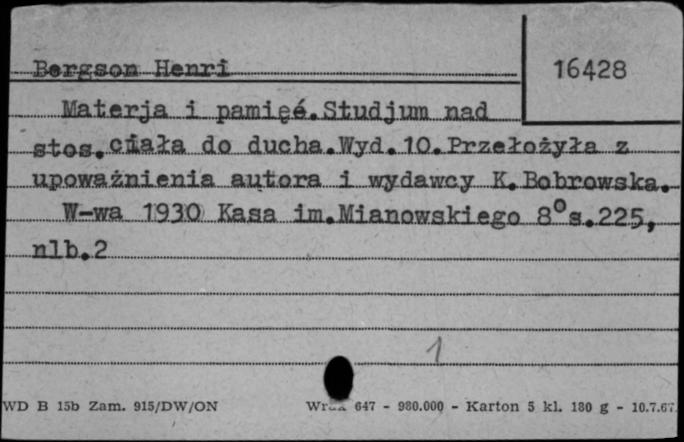 Bergson Henri
16428
Materja i pamięé.Studjum nad
stos.ciała do ducha.Wyd.10.Przełożyła z
upoważnienia autora i wydawcy K.Bobrowska.
W-wa 1930 Kasa im.Mianowskiego 8° s.225,
nlb.2
1
WD B 15b Zam. 915/DW/ON
647 - 980.000 - Karton 5 kl. 180 g - 10.7.67.